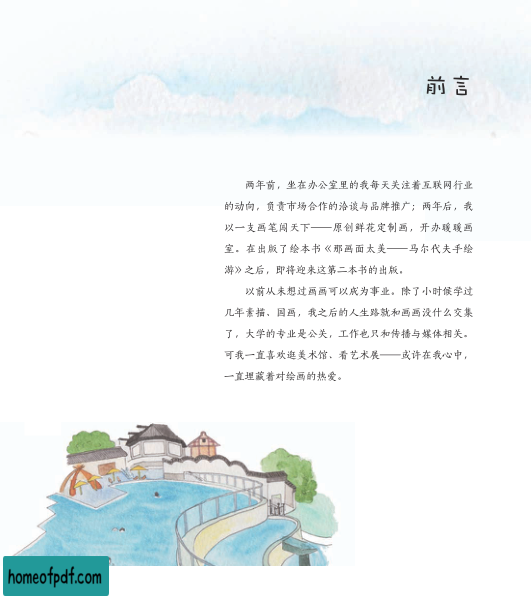 前言
两年前，坐在办公室里的我每天关注着互联网行业
的动向，负责市场合作的洽谈与品牌推广；两年后，我
以一支画笔闯天下——原创鲜花定制画，开办暖暖画
室。在出版了绘本书《那画面太美——马尔代夫手绘
游》之后，即将迎来这第二本书的出版。
以前从未想过画画可以成为事业。除了小时候学过
几年素描、国画，我之后的人生路就和画画没什么交集
了，大学的专业是公关，工作也只和传播与媒体相关。
可我一直喜欢逛美术馆、看艺术展——或许在我心中，
一直埋藏着对绘画的热爱。
homeofpdf.com